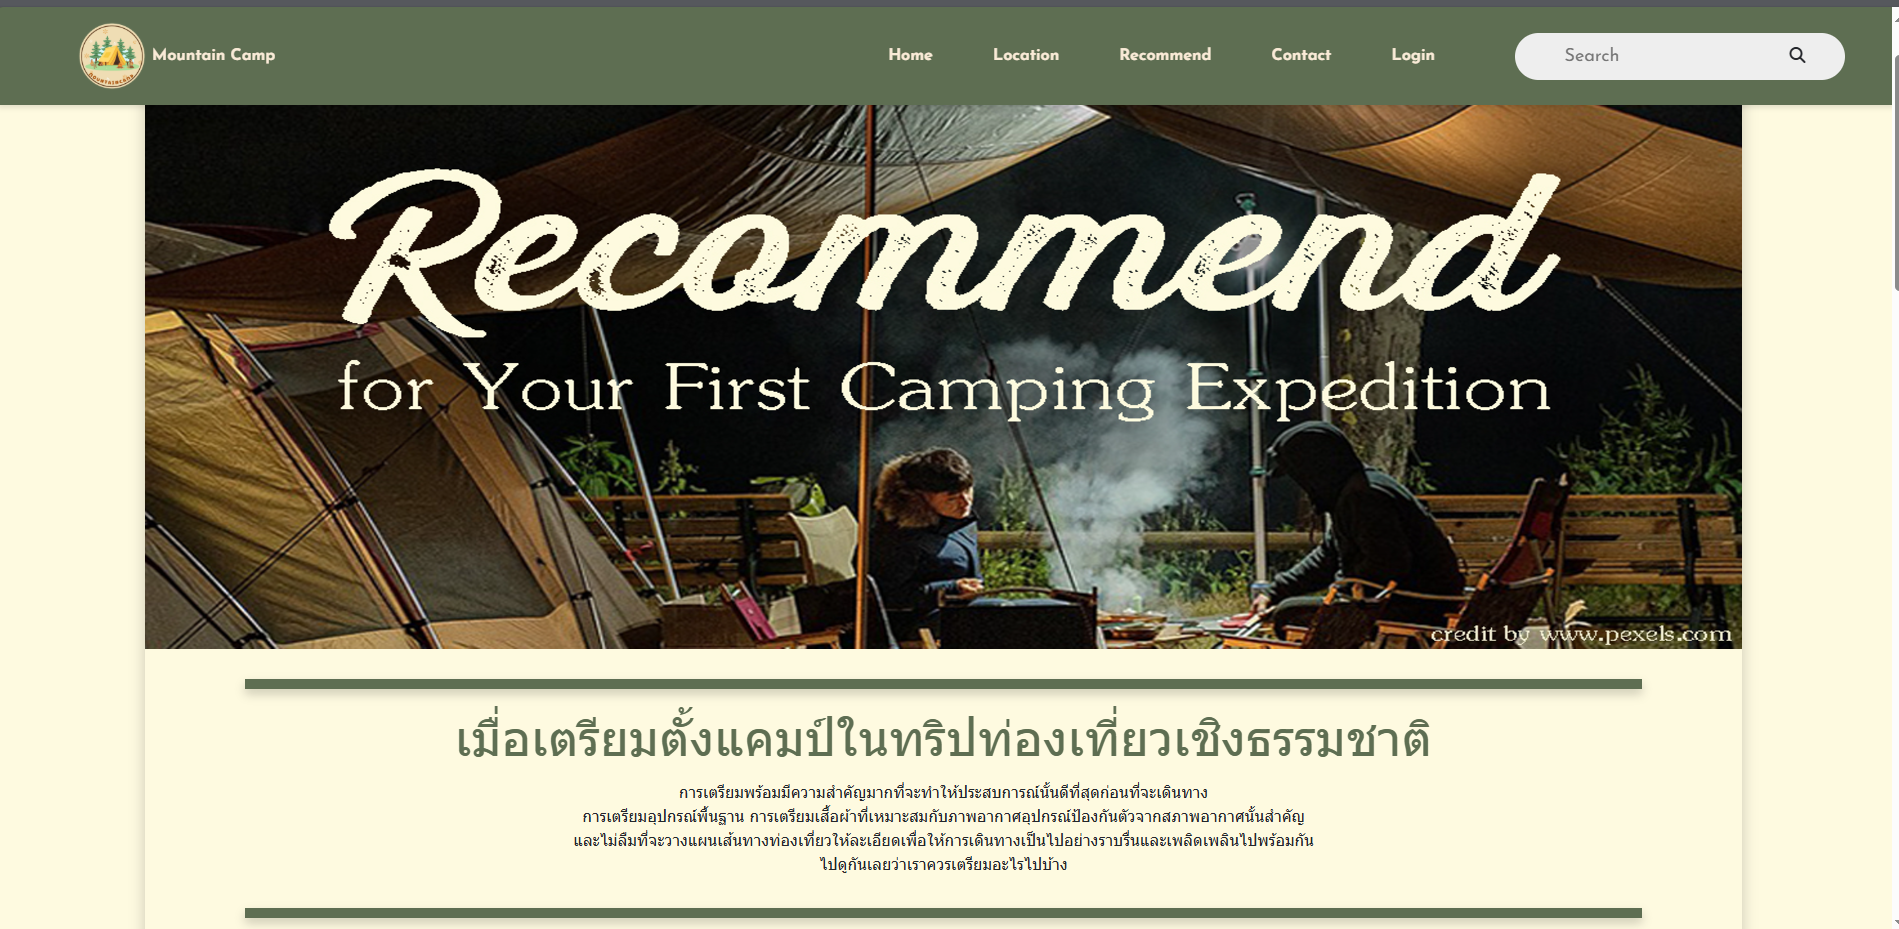 Mountain Camp
Home Location Recommend Contact Login Search
Recommend
for Your First Camping Expedition
credit by www.pexels.com
เมื่อเตรียมตั้งแคมป์ในทริปท่องเที่ยวเชิงธรรมชาติ
การเตรียมพร้อมมีความสำคัญมากที่จะทำให้ประสบการณ์นั้นดีที่สุดก่อนที่จะเดินทาง
การเตรียมอุปกรณ์พื้นฐาน การเตรียมเสื้อผ้าที่เหมาะสมกับภาพอากาศอุปกรณ์ป้องกันตัวจากสภาพอากาศนั้นสำคัญ
และไม่ลืมที่จะวางแผนเส้นทางท่องเที่ยวให้ละเอียดเพื่อให้การเดินทางเป็นไปอย่างราบรื่นและเพลิดเพลินไปพร้อมกัน
ไปดูกันเลยว่าเราควรเตรียมอะไรไปบ้าง